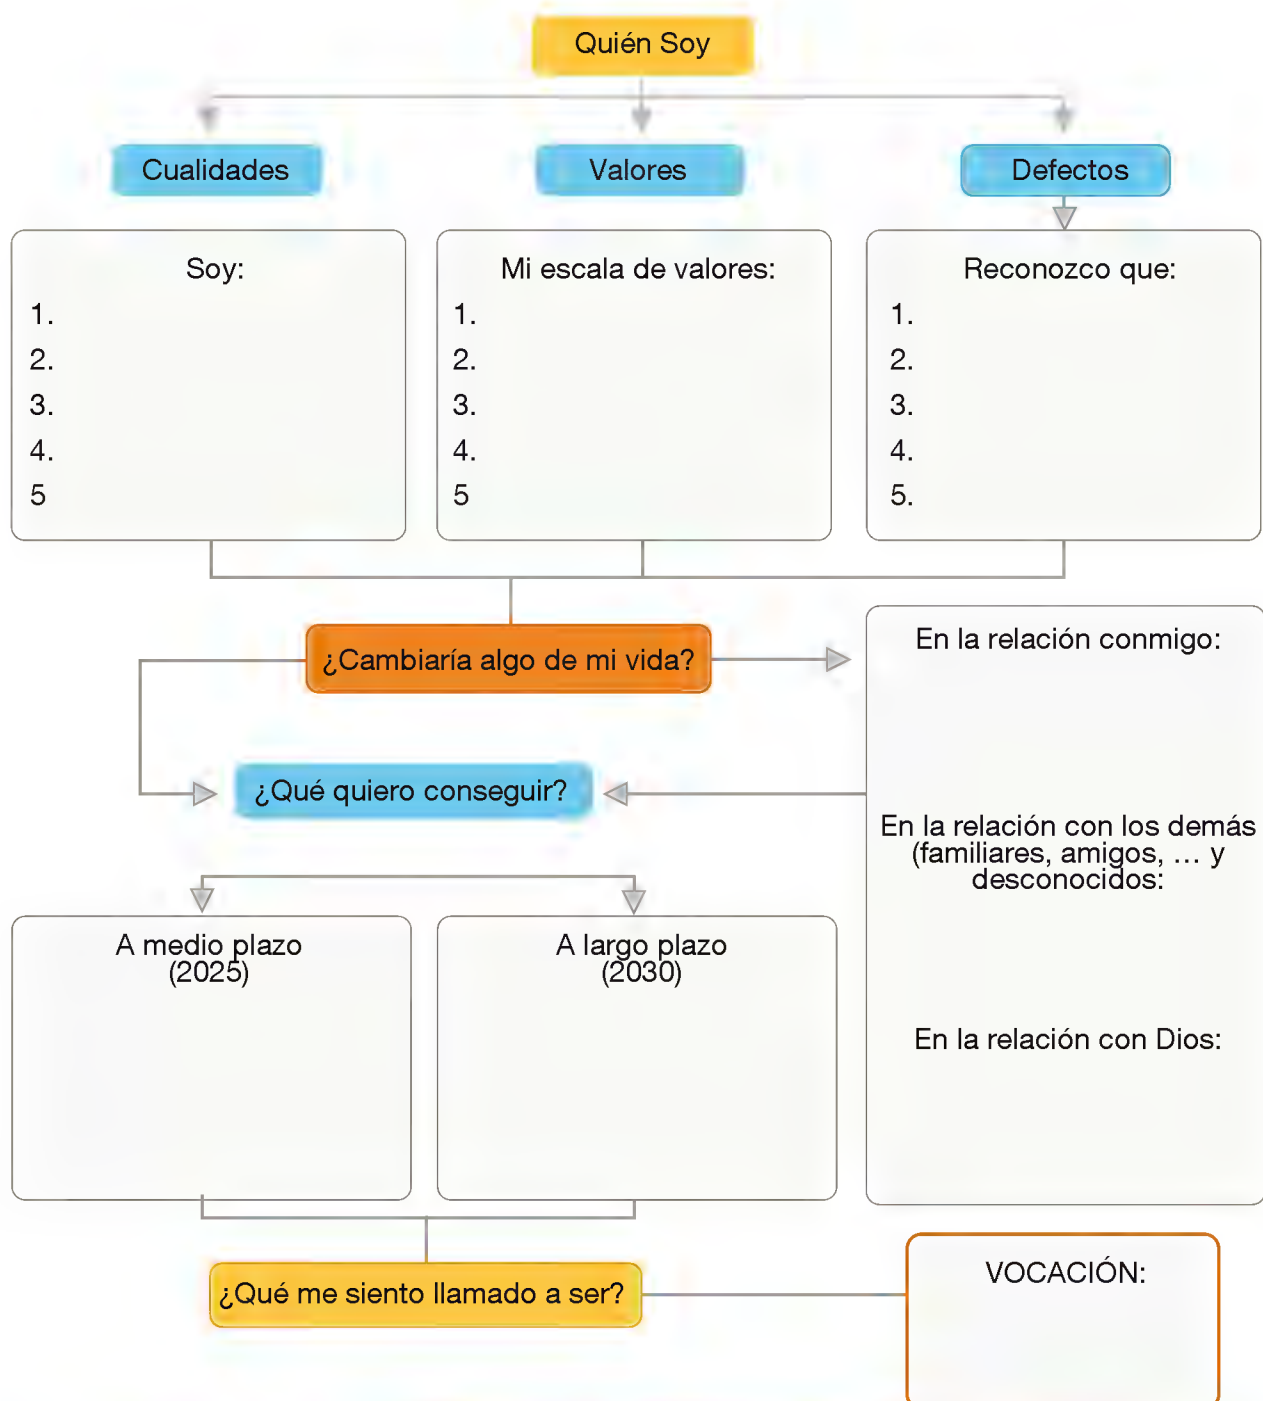 Quién Soy
Cualidades
Valores
Defectos
Soy:
1.
2.
3.
4.
5
Mi escala de valores:
1.
2.
3.
4.
5
Reconozco que:
1.
2.
3.
4.
5.
¿Cambiaría algo de mi vida?
En la relación conmigo:
En la relación con los demás
(familiares, amigos, ... y
desconocidos:
En la relación con Dios:
¿Qué quiero conseguir?
A medio plazo
(2025)
A largo plazo
(2030)
¿Qué me siento llamado a ser?
VOCACIÓN: